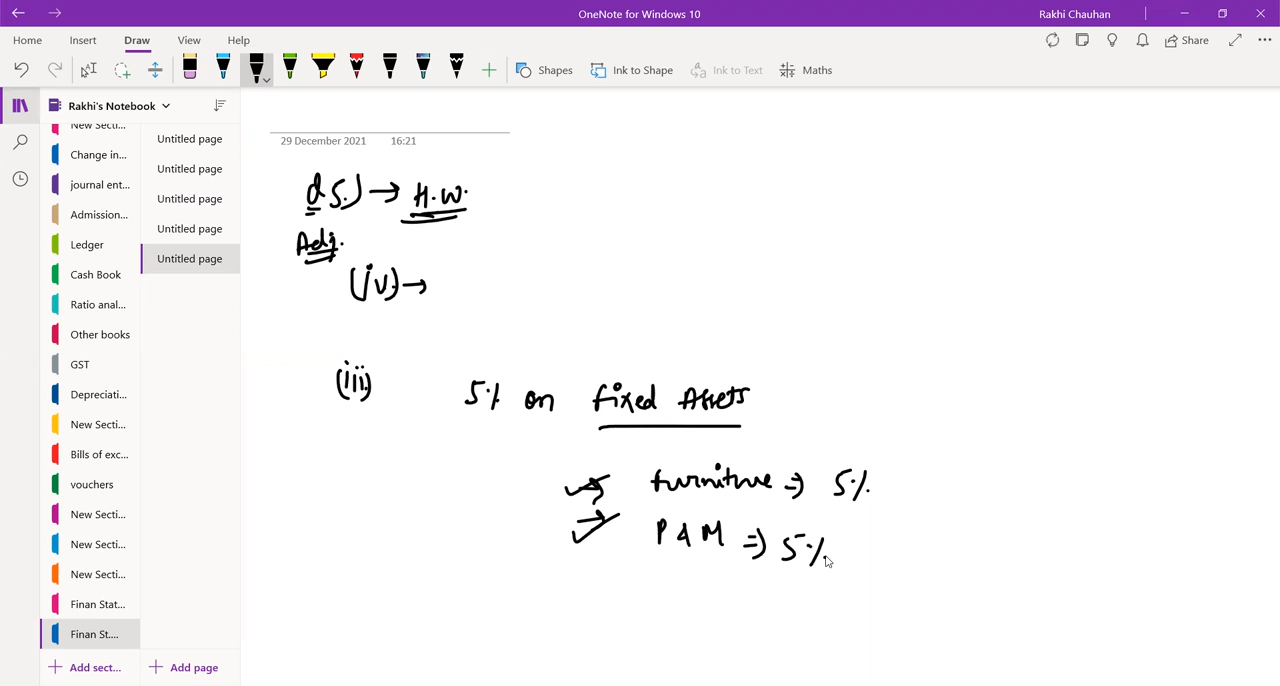 OneNote for Windows 10
Rakhi Chauhan
Home Insert Draw View Help
Share
Shapes Ink to Shape Ink to Text Maths
Rakhi's Notebook
New Secti...
Change in...
journal ent...
Admission...
Ledger
Cash Book
Ratio anal...
Other books
GST
Depreciati...
New Secti...
Bills of exc...
vouchers
New Secti...
New Secti...
New Secti...
Finan Stat...
Finan St....
Add sect...
Untitled page
Untitled page
Untitled page
Untitled page
Untitled page
Add page
29 December 2021 16:21
d S.) → H.W.
Adj.
(iv) →
(iii)
5% on fixed Assets
→ furniture ⇒ 5%
→ P & M ⇒ 5%